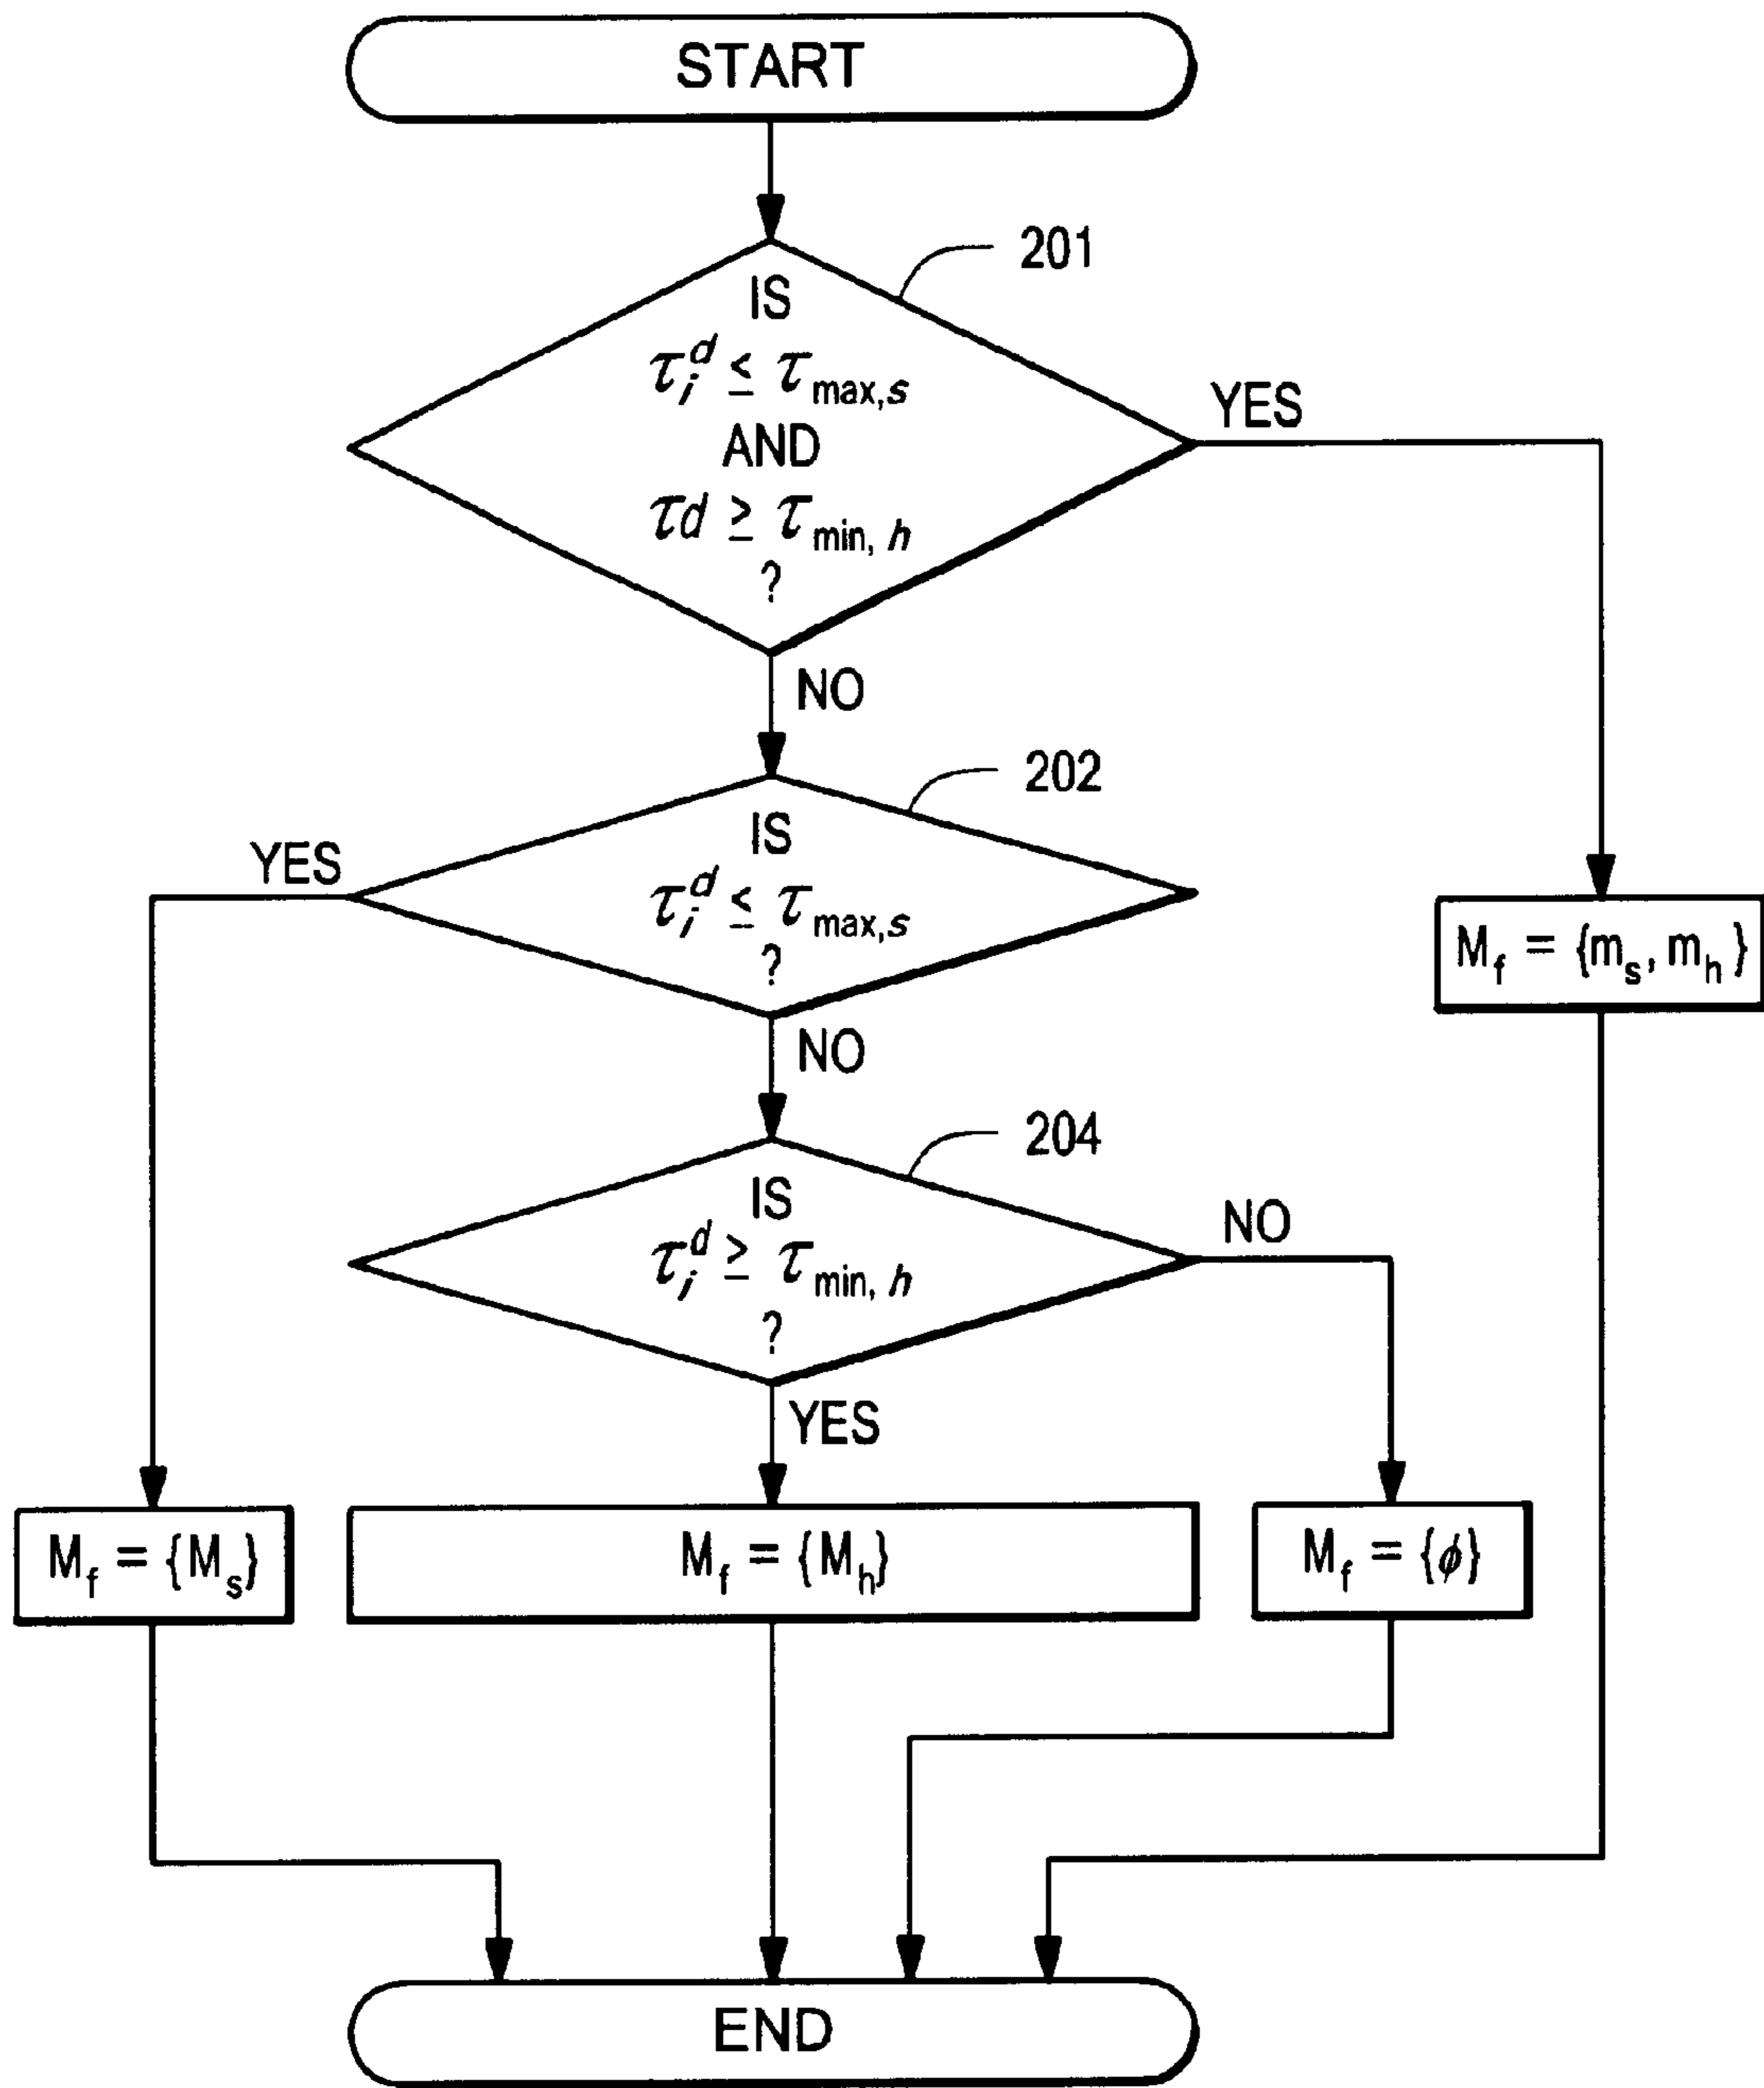 START
201
IS
τ_i^d ≤ τ_max,s
AND
τd ≥ τ_min, h
?
YES
NO
202
IS
τ_i^d ≤ τ_max,s
?
YES
NO
M_f = {m_s, m_h}
204
IS
τ_i^d ≥ τ_min, h
?
NO
YES
M_f = {M_s}
M_f = {M_h}
M_f = {ϕ}
END